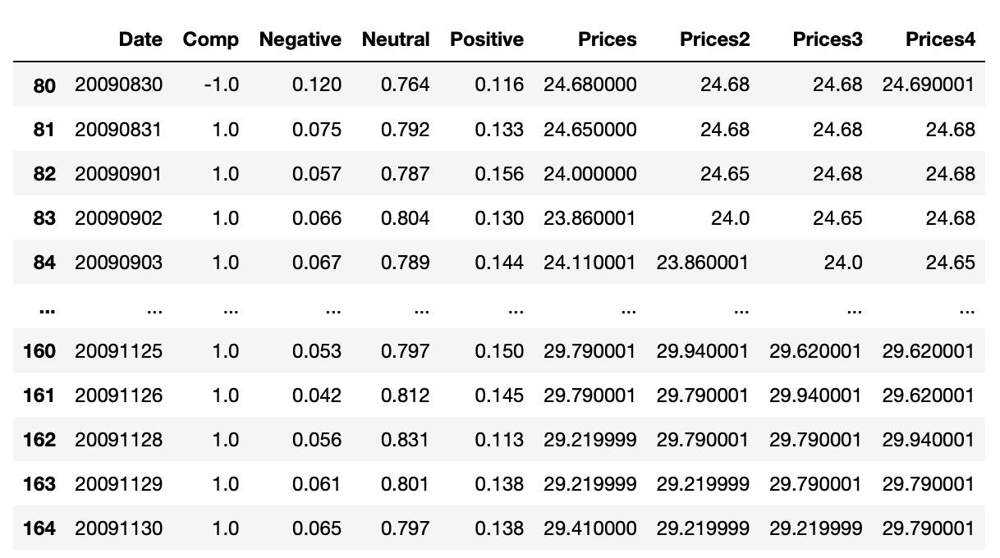 Date Comp Negative Neutral Positive Prices Prices2 Prices3 Prices4
80 20090830 -1.0 0.120 0.764 0.116 24.680000 24.68 24.68 24.690001
81 20090831 1.0 0.075 0.792 0.133 24.650000 24.68 24.68 24.68
82 20090901 1.0 0.057 0.787 0.156 24.000000 24.65 24.68 24.68
83 20090902 1.0 0.066 0.804 0.130 23.860001 24.0 24.65 24.68
84 20090903 1.0 0.067 0.789 0.144 24.110001 23.860001 24.0 24.65
... ... ... ... ... ... ... ... ... ...
160 20091125 1.0 0.053 0.797 0.150 29.790001 29.940001 29.620001 29.620001
161 20091126 1.0 0.042 0.812 0.145 29.790001 29.790001 29.940001 29.620001
162 20091128 1.0 0.056 0.831 0.113 29.219999 29.790001 29.790001 29.940001
163 20091129 1.0 0.061 0.801 0.138 29.219999 29.219999 29.790001 29.790001
164 20091130 1.0 0.065 0.797 0.138 29.410000 29.219999 29.219999 29.790001